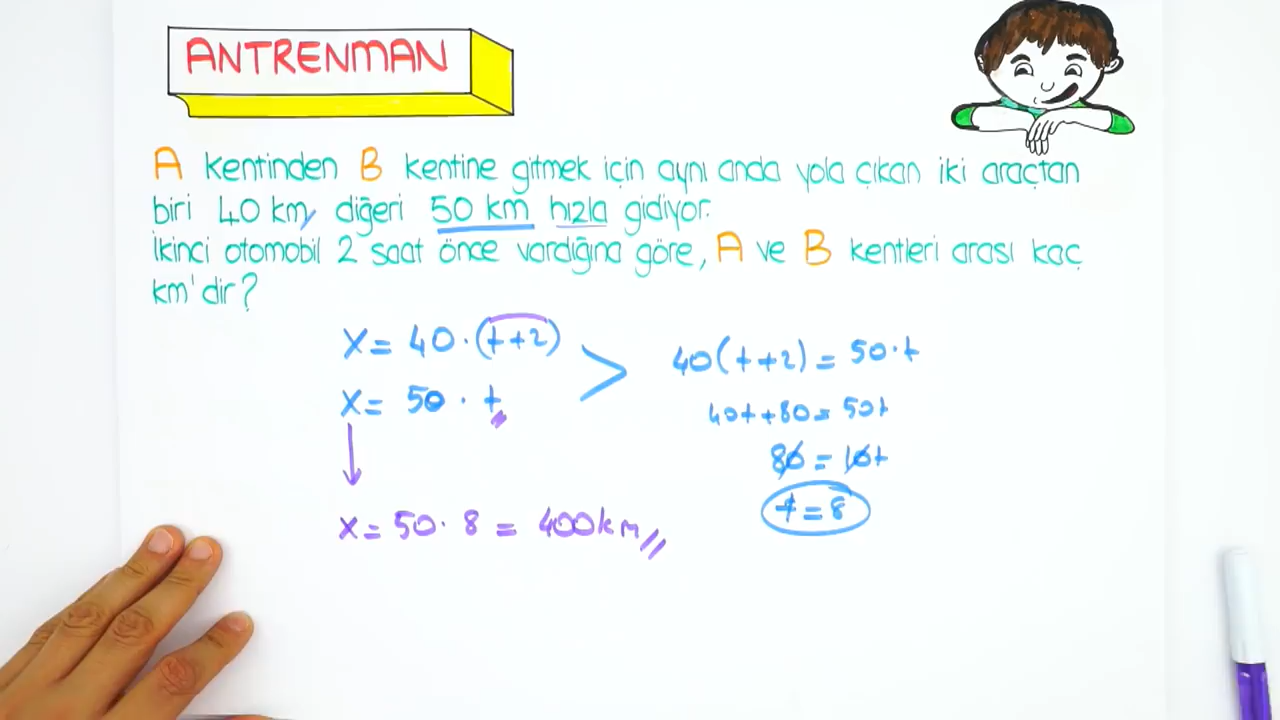 ANTRENMAN
A kentinden B kentine gitmek için aynı anda yola çıkan iki araçtan
biri 40 km, diğeri 50 km hızla gidiyor.
İkinci otomobil 2 saat önce vardığına göre, A ve B kentleri arası kaç
km'dir?
x = 40 · (t+2)
x = 50 · t
x = 50 · 8 = 400 km
40(t+2) = 50·t
40t+80 = 50t
80 = 10t
t = 8